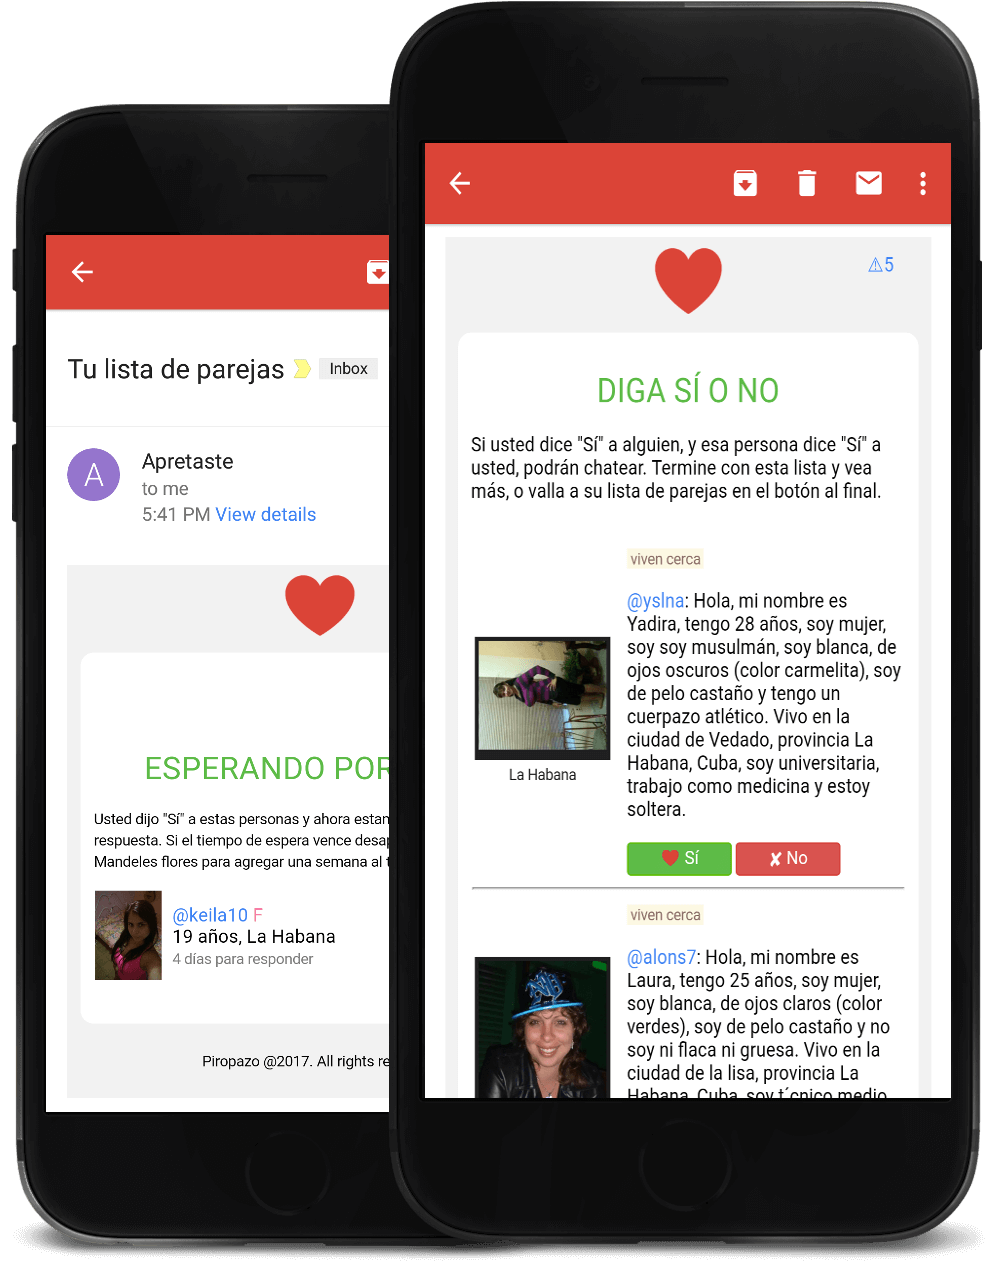 Tu lista de parejas
Inbox
A
Apretaste
to me
5:41 PM View details
ESPERANDO POR
Usted dijo "Sí" a estas personas y ahora estan
respuesta. Si el tiempo de espera vence desap
Mandeles flores para agregar una semana al t
@keila10 F
19 años, La Habana
4 días para responder
Piropazo @2017. All rights re
⚠5
DIGA SÍ O NO
Si usted dice "Sí" a alguien, y esa persona dice "Sí" a
usted, podrán chatear. Termine con esta lista y vea
más, o valla a su lista de parejas en el botón al final.
viven cerca
@yslna: Hola, mi nombre es
Yadira, tengo 28 años, soy mujer,
soy soy musulmán, soy blanca, de
ojos oscuros (color carmelita), soy
de pelo castaño y tengo un
cuerpazo atlético. Vivo en la
ciudad de Vedado, provincia La
Habana, Cuba, soy universitaria,
trabajo como medicina y estoy
soltera.
La Habana
❤ Sí
✘ No
viven cerca
@alons7: Hola, mi nombre es
Laura, tengo 25 años, soy mujer,
soy blanca, de ojos claros (color
verdes), soy de pelo castaño y no
soy ni flaca ni gruesa. Vivo en la
ciudad de la lisa, provincia La
Habana, Cuba, soy t´cnico medio